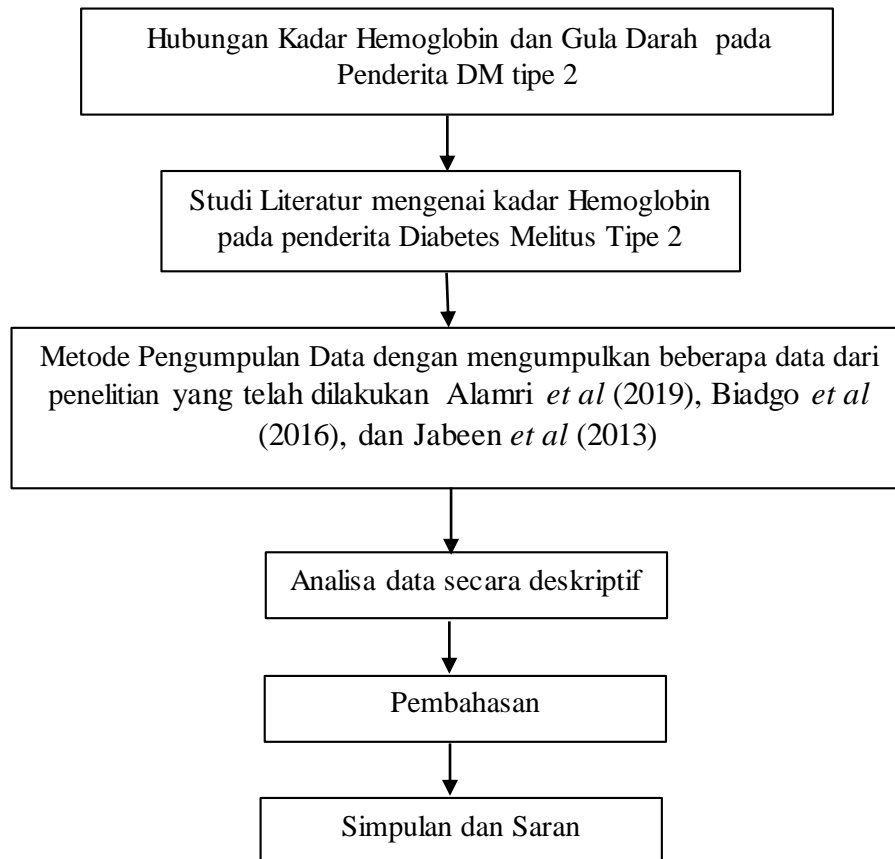 Hubungan Kadar Hemoglobin dan Gula Darah pada
Penderita DM tipe 2
Studi Literatur mengenai kadar Hemoglobin
pada penderita Diabetes Melitus Tipe 2
Metode Pengumpulan Data dengan mengumpulkan beberapa data dari
penelitian yang telah dilakukan Alamri et al (2019), Biadgo et al
(2016), dan Jabeen et al (2013)
Analisa data secara deskriptif
Pembahasan
Simpulan dan Saran